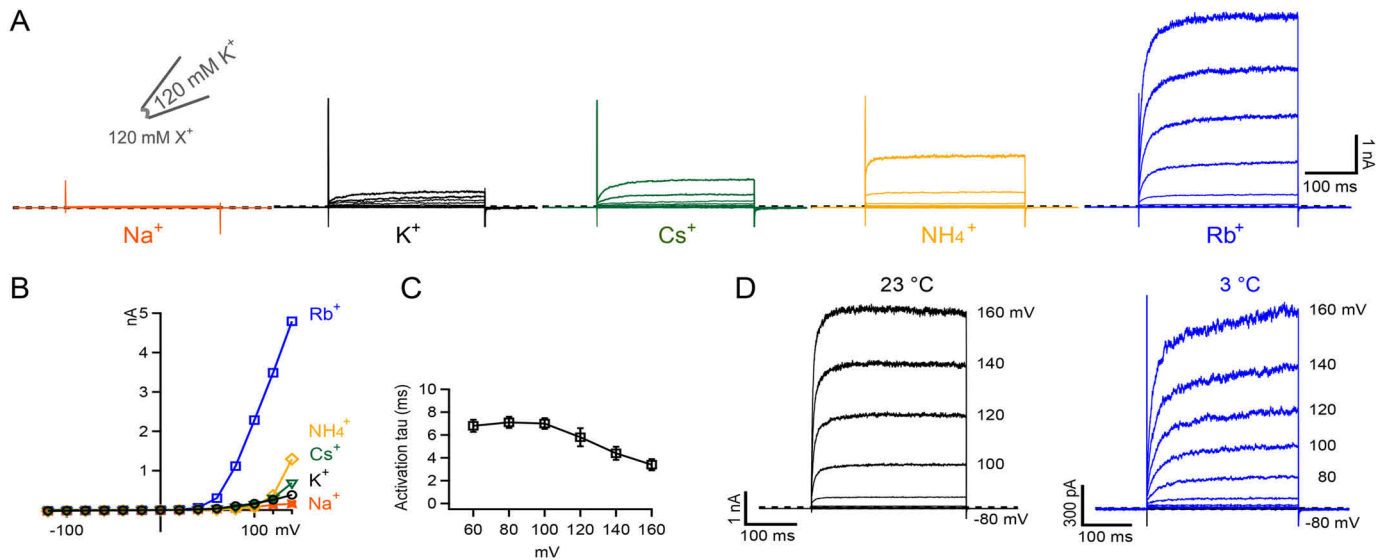 A
120 mM K⁺
120 mM X⁺
Na⁺
K⁺
Cs⁺
NH₄⁺
Rb⁺
1 nA
100 ms
B
nA
5
4
3
2
1
-100
100 mV
Rb⁺
NH₄⁺
Cs⁺
K⁺
Na⁺
C
Activation tau (ms)
10
8
6
4
2
0
60 80 100 120 140 160
mV
D
23 °C
160 mV
140
120
100
-80 mV
1 nA
100 ms
3 °C
160 mV
140
120
100
80
-80 mV
300 pA
100 ms